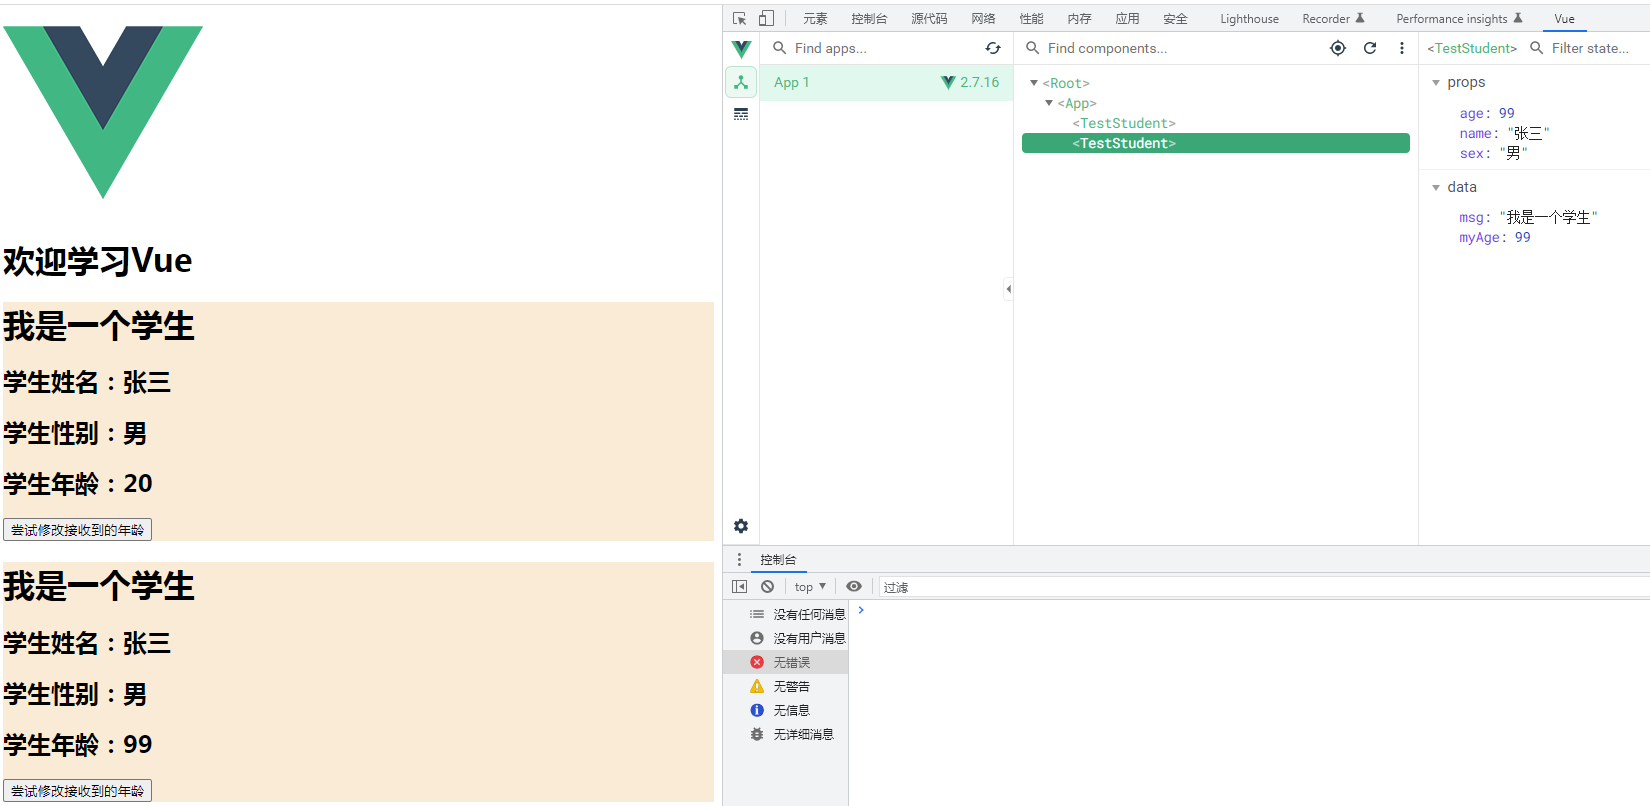 欢迎学习Vue
我是一个学生
学生姓名：张三
学生性别：男
学生年龄：20
尝试修改接收到的年龄
我是一个学生
学生姓名：张三
学生性别：男
学生年龄：99
尝试修改接收到的年龄
元素 控制台 源代码 网络 性能 内存 应用 安全 Lighthouse Recorder Performance insights Vue
Find apps...
App 1 2.7.16
Find components...
<Root>
<App>
<TestStudent>
<TestStudent>
<TestStudent> Filter state...
props
age: 99
name: "张三"
sex: "男"
data
msg: "我是一个学生"
myAge: 99
控制台
top 过滤
没有任何消息
没有用户消息
无错误
无警告
无信息
无详细消息